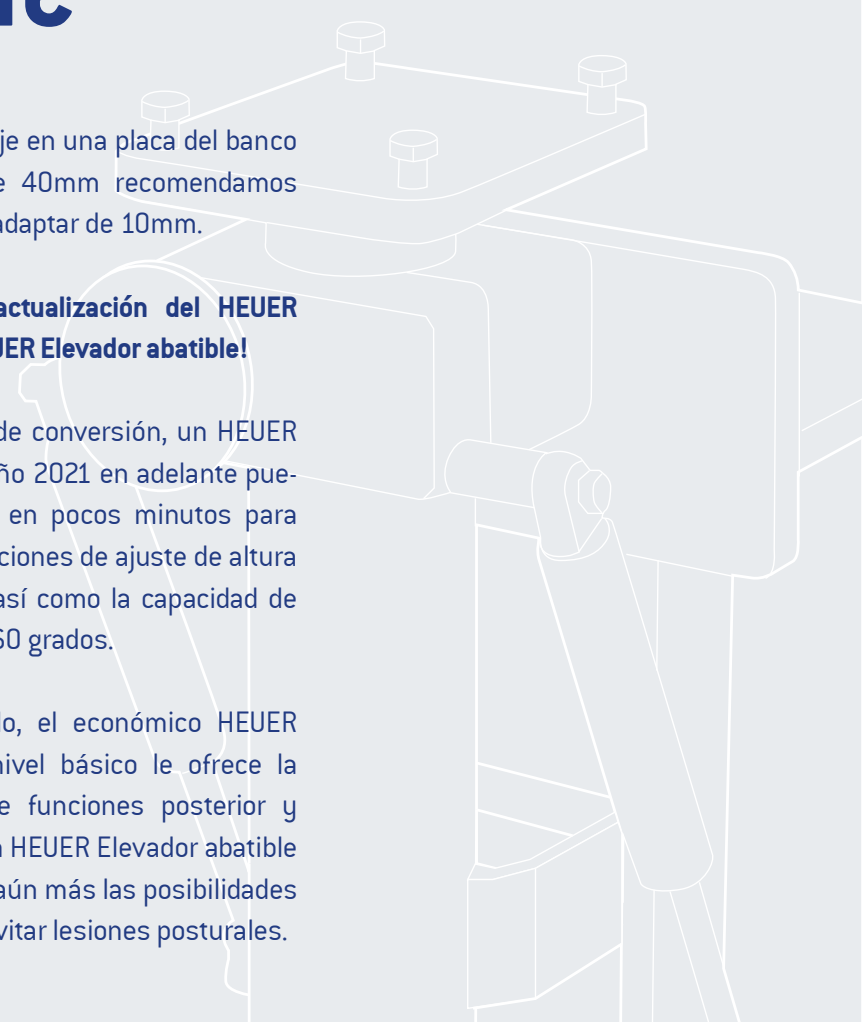 je en una placa del banco
40mm recomendamos
adaptar de 10mm.
actualización del HEUER
Elevador abatible!
de conversión, un HEUER
2021 en adelante pue-
en pocos minutos para
ciones de ajuste de altura
así como la capacidad de
grados.
el económico HEUER
nivel básico le ofrece la
funciones posterior y
HEUER Elevador abatible
aún más las posibilidades
vitar lesiones posturales.